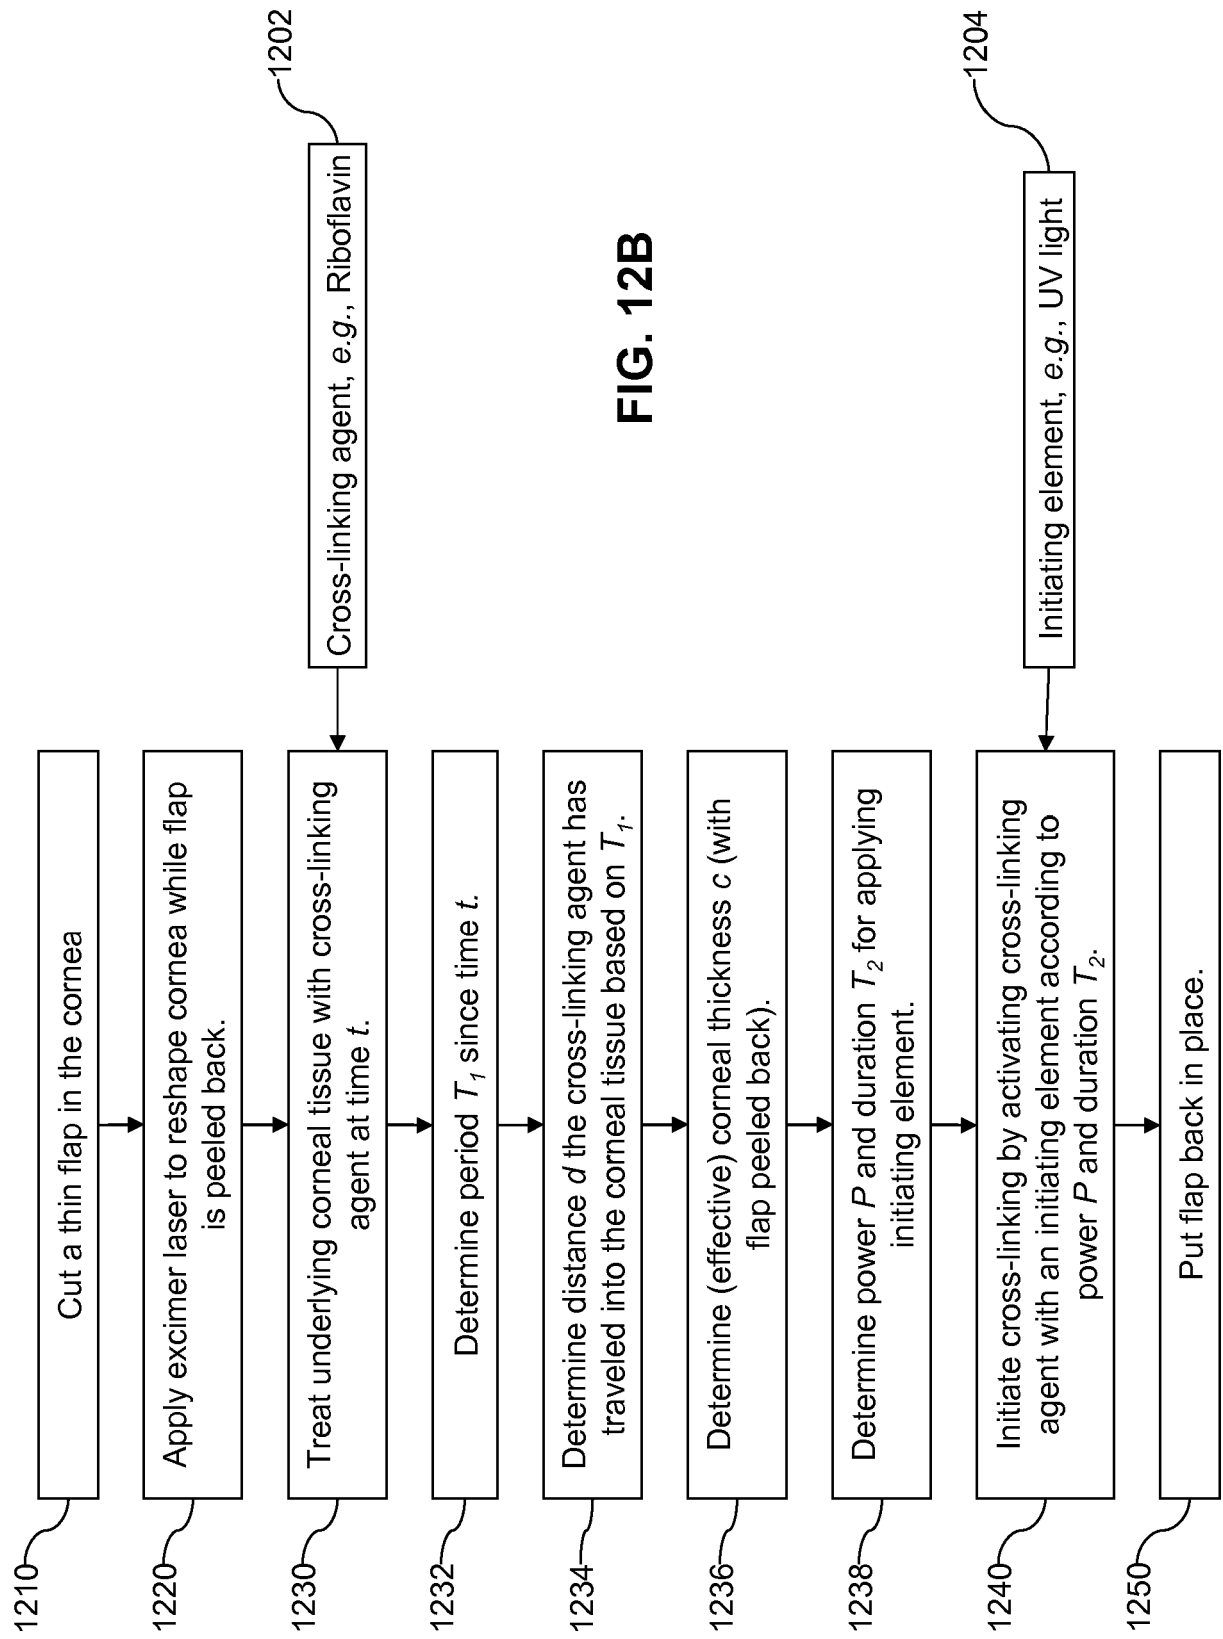 1210
Cut a thin flap in the cornea
1220
Apply excimer laser to reshape cornea while flap
is peeled back.
1230
Treat underlying corneal tissue with cross-linking
agent at time t.
Cross-linking agent, e.g., Riboflavin
1202
1232
Determine period T₁ since time t.
1234
Determine distance d the cross-linking agent has
traveled into the corneal tissue based on T₁.
1236
Determine (effective) corneal thickness c (with
flap peeled back).
1238
Determine power P and duration T₂ for applying
initiating element.
1240
Initiate cross-linking by activating cross-linking
agent with an initiating element according to
power P and duration T₂.
Initiating element, e.g., UV light
1204
1250
Put flap back in place.
FIG. 12B